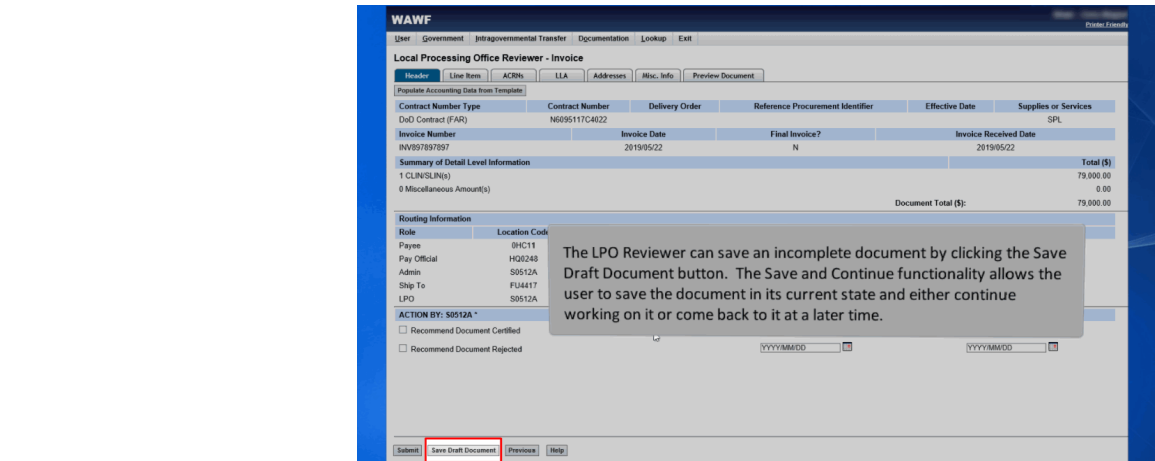 WAWF
Printer Friendly
User Government Intragovernmental Transfer Documentation Lookup Exit
Local Processing Office Reviewer - Invoice
Header Line Item ACRNs LLA Addresses Misc. Info Preview Document
Populate Accounting Data from Template
Contract Number Type Contract Number Delivery Order Reference Procurement Identifier Effective Date Supplies or Services
DoD Contract (FAR) N6095117C4022 SPL
Invoice Number Invoice Date Final Invoice? Invoice Received Date
INV897897897 2019/05/22 N 2019/05/22
Summary of Detail Level Information Total ($)
1 CLIN/SLIN(s) 79,000.00
0 Miscellaneous Amount(s) 0.00
Document Total ($): 79,000.00
Routing Information
Role Location Code
Payee 0HC11
Pay Official HQ0248
Admin S0512A
Ship To FU4417
LPO S0512A
The LPO Reviewer can save an incomplete document by clicking the Save
Draft Document button. The Save and Continue functionality allows the
user to save the document in its current state and either continue
working on it or come back to it at a later time.
ACTION BY: S0512A *
Recommend Document Certified
Recommend Document Rejected YYYY/MM/DD YYYY/MM/DD
Submit Save Draft Document Previous Help